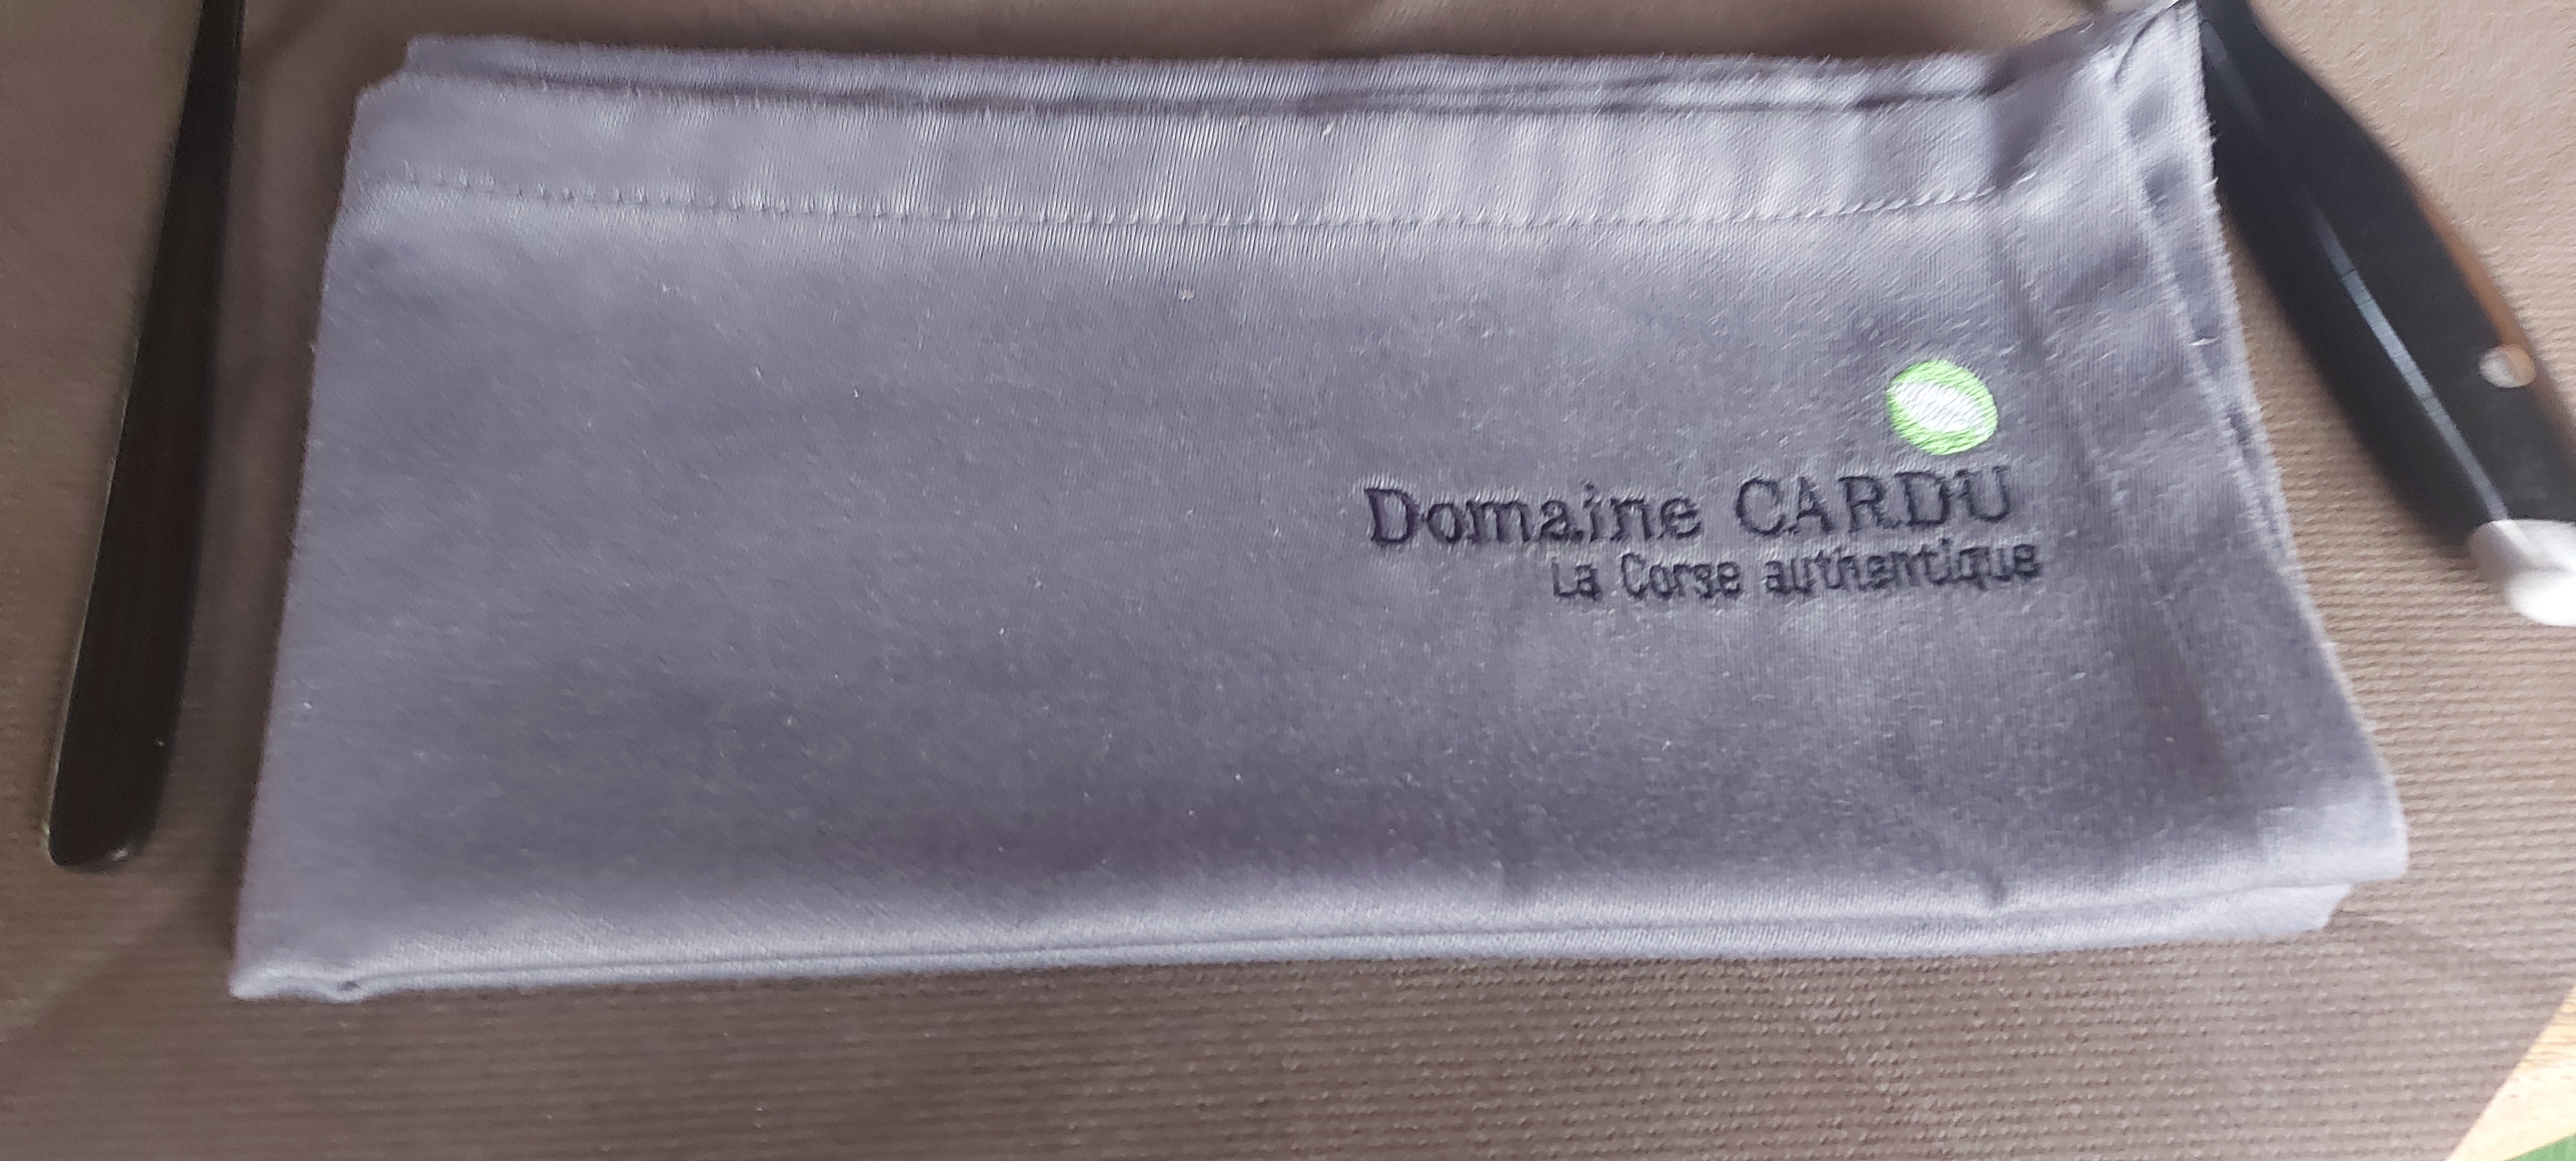 Domaine CARDU
La Corse authentique